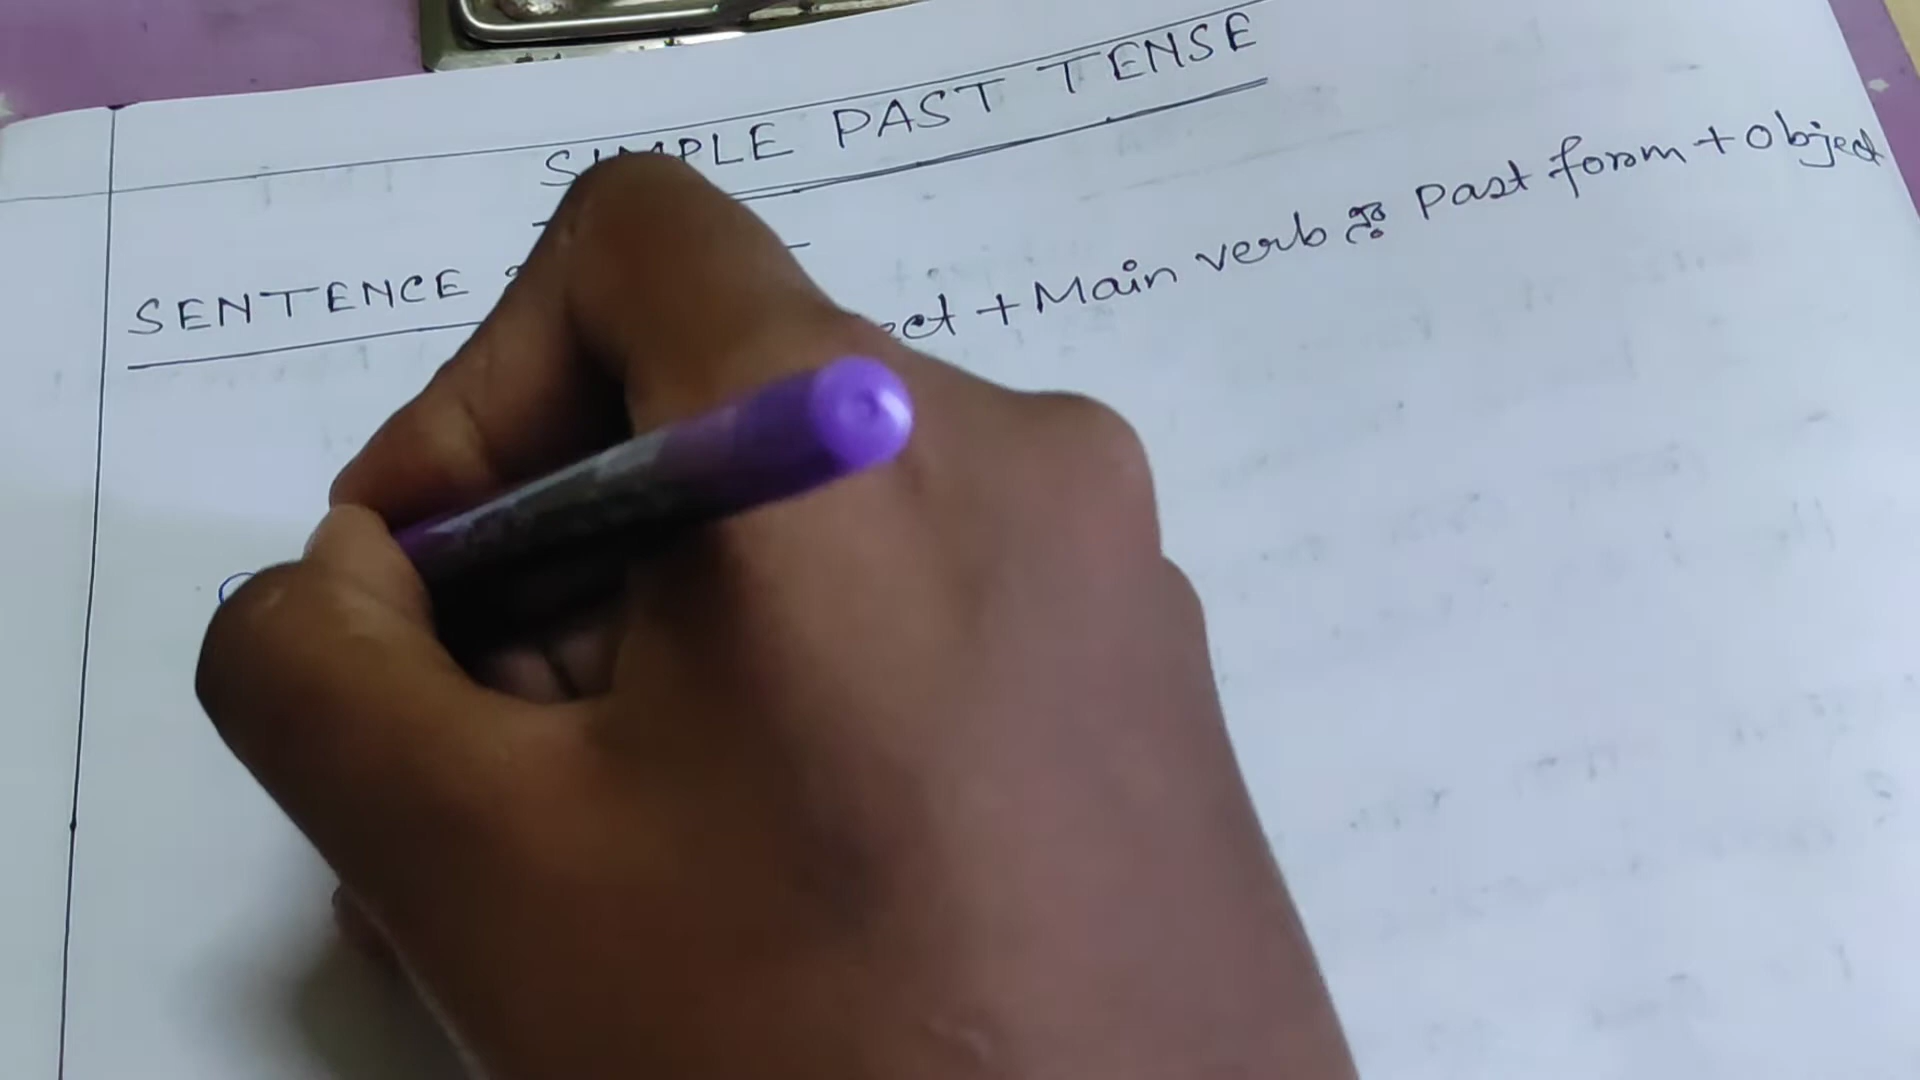 SIMPLE PAST TENSE
SENTENCE + Main verb ର Past form + Object